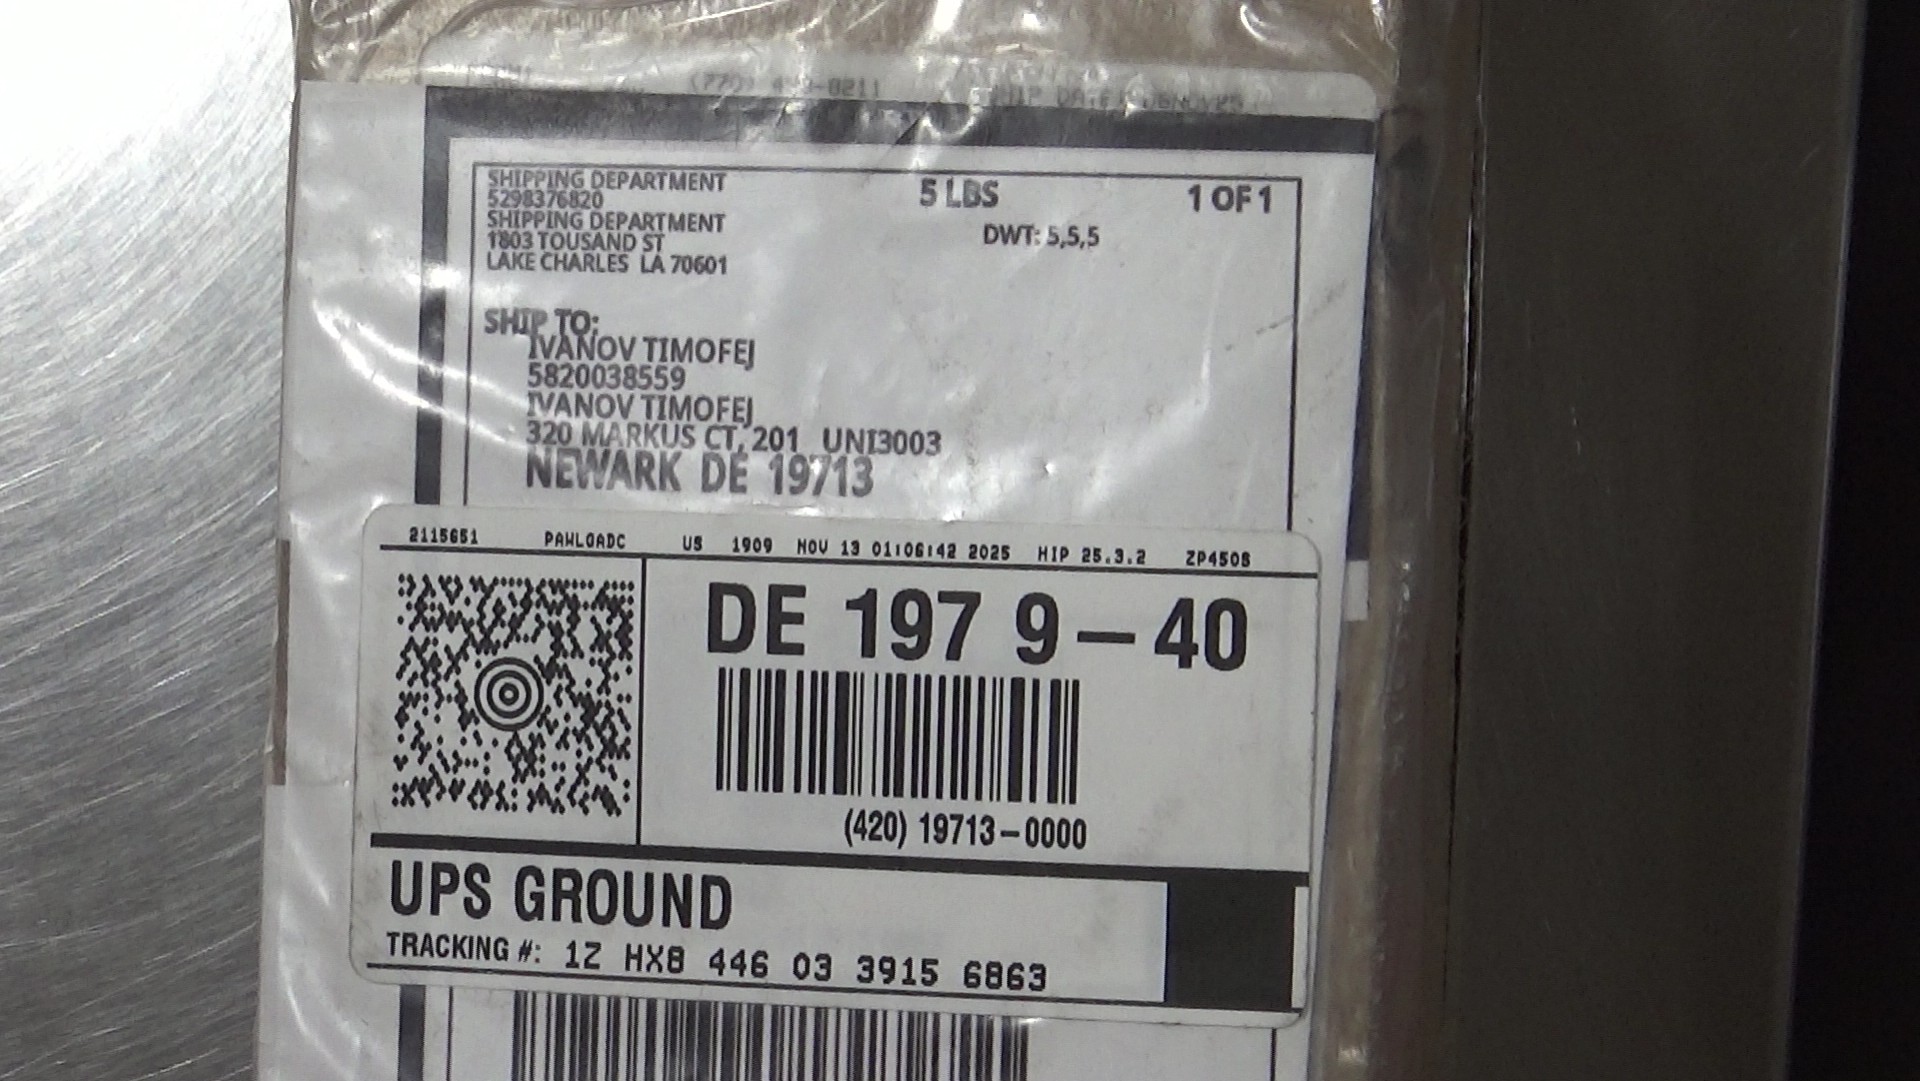 SHIP DATE: 06NOV25
SHIPPING DEPARTMENT
5298376820
SHIPPING DEPARTMENT
1803 TOUSAND ST
LAKE CHARLES LA 70601
5 LBS
1 OF 1
DWT: 5,5,5
SHIP TO:
IVANOV TIMOFEJ
5820038559
IVANOV TIMOFEJ
320 MARKUS CT, 201 UNI3003
NEWARK DE 19713
2115651 PAWLOADC US 1909 NOV 13 01:06:42 2025 HIP 25.3.2 ZP450S
DE 197 9-40
(420) 19713-0000
UPS GROUND
TRACKING #: 1Z HX8 446 03 3915 6863